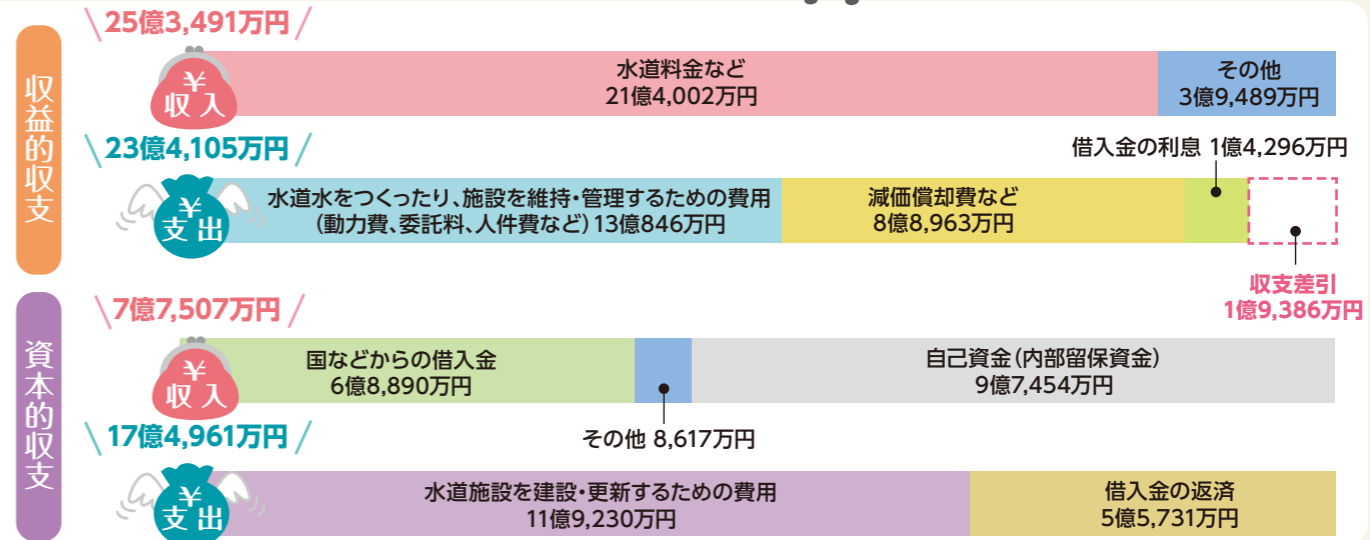 収益的収支
25億3,491万円
¥
収入
水道料金など
21億4,002万円
その他
3億9,489万円
23億4,105万円
¥
支出
水道水をつくったり、施設を維持・管理するための費用
(動力費、委託料、人件費など)13億846万円
減価償却費など
8億8,963万円
借入金の利息 1億4,296万円
収支差引
1億9,386万円
資本的収支
7億7,507万円
¥
収入
国などからの借入金
6億8,890万円
その他 8,617万円
自己資金(内部留保資金)
9億7,454万円
17億4,961万円
¥
支出
水道施設を建設・更新するための費用
11億9,230万円
借入金の返済
5億5,731万円